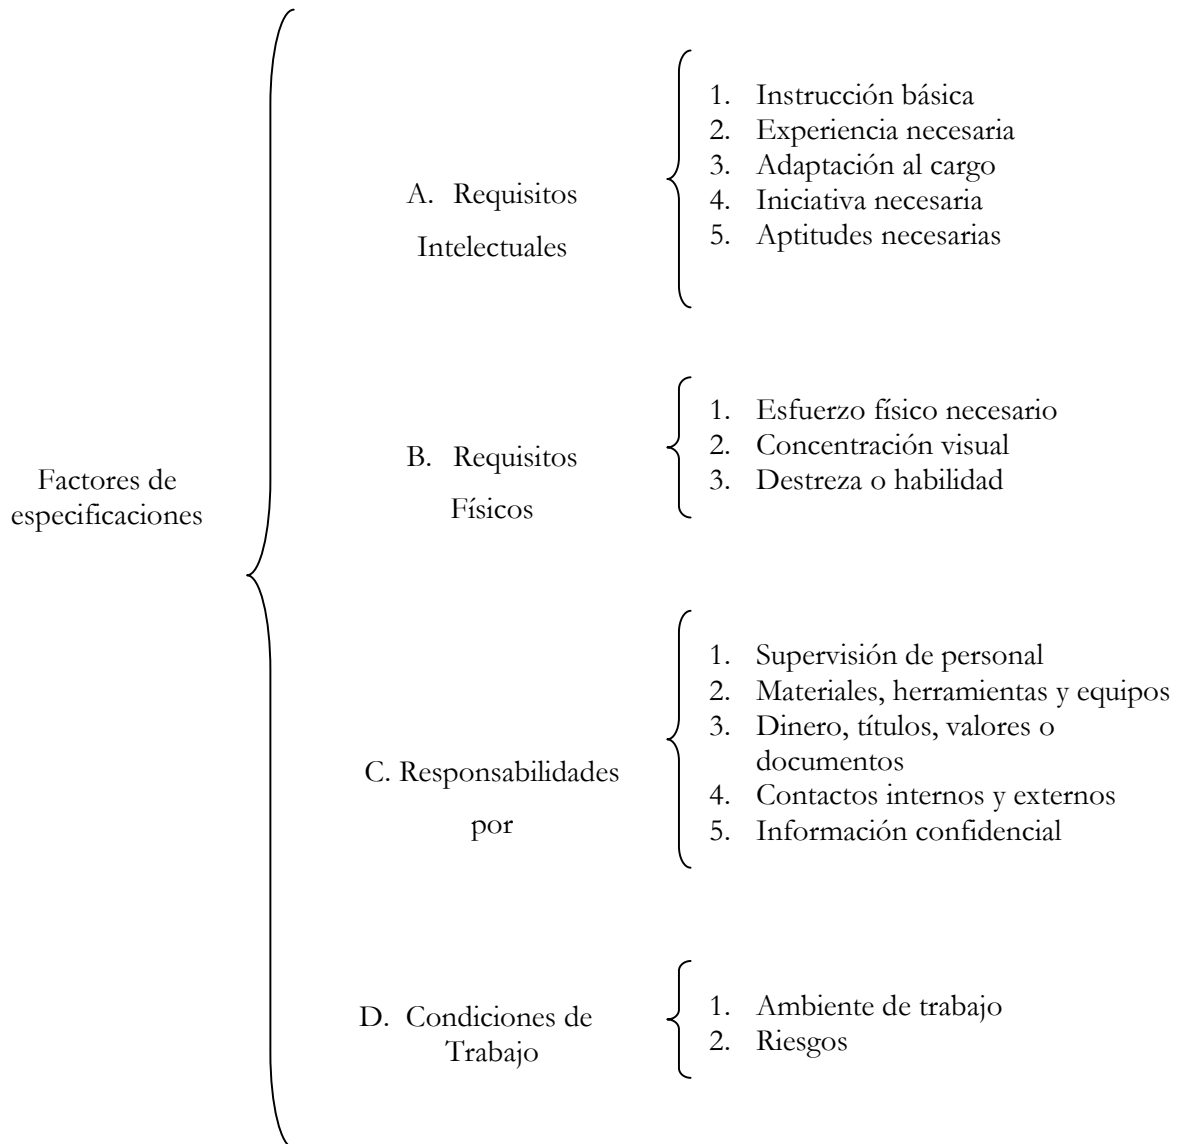 Factores de
especificaciones
A. Requisitos
Intelectuales
1. Instrucción básica
2. Experiencia necesaria
3. Adaptación al cargo
4. Iniciativa necesaria
5. Aptitudes necesarias
B. Requisitos
Físicos
1. Esfuerzo físico necesario
2. Concentración visual
3. Destreza o habilidad
C. Responsabilidades
por
1. Supervisión de personal
2. Materiales, herramientas y equipos
3. Dinero, títulos, valores o
documentos
4. Contactos internos y externos
5. Información confidencial
D. Condiciones de
Trabajo
1. Ambiente de trabajo
2. Riesgos